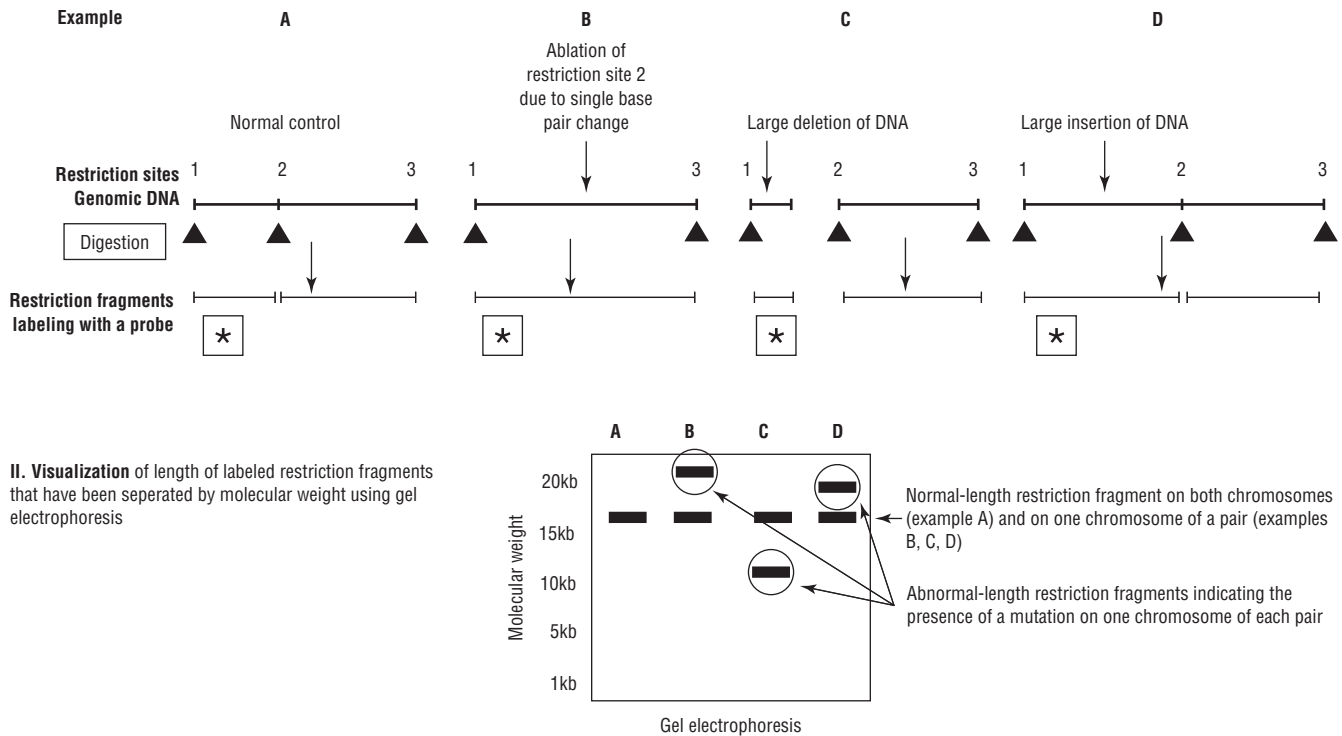 Example A B C D
Ablation of
restriction site 2
due to single base
pair change
Normal control
Large deletion of DNA
Large insertion of DNA
Restriction sites
Genomic DNA
1 2 3
1 3
1 2 3
1 2 3
Digestion
Restriction fragments
labeling with a probe
* * * *
II. Visualization of length of labeled restriction fragments
that have been seperated by molecular weight using gel
electrophoresis
A B C D
Molecular weight
20kb
15kb
10kb
5kb
1kb
Gel electrophoresis
Normal-length restriction fragment on both chromosomes
(example A) and on one chromosome of a pair (examples
B, C, D)
Abnormal-length restriction fragments indicating the
presence of a mutation on one chromosome of each pair